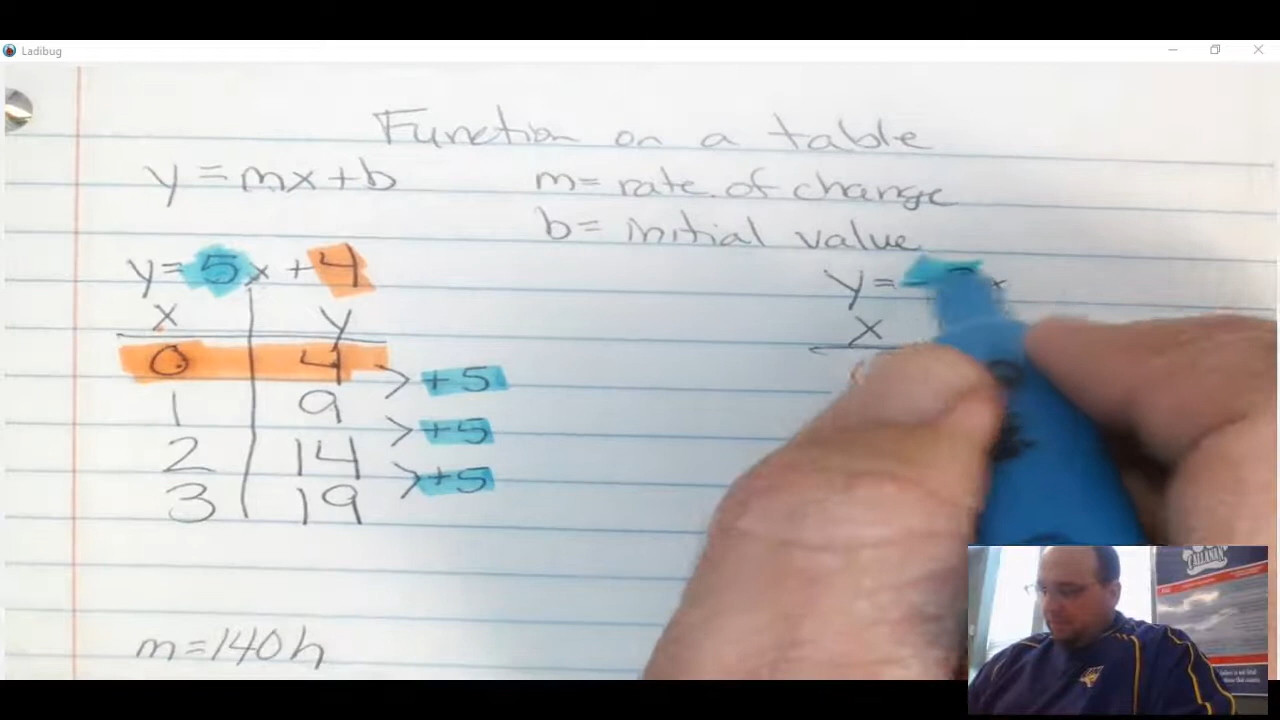 Ladibug
Function on a table
y = mx + b
m = rate of change
b = initial value
y = 5x + 4
x y
0 4
1 9
2 14
3 19
+5
+5
+5
y = x
x
m = 140h
CALLANAN